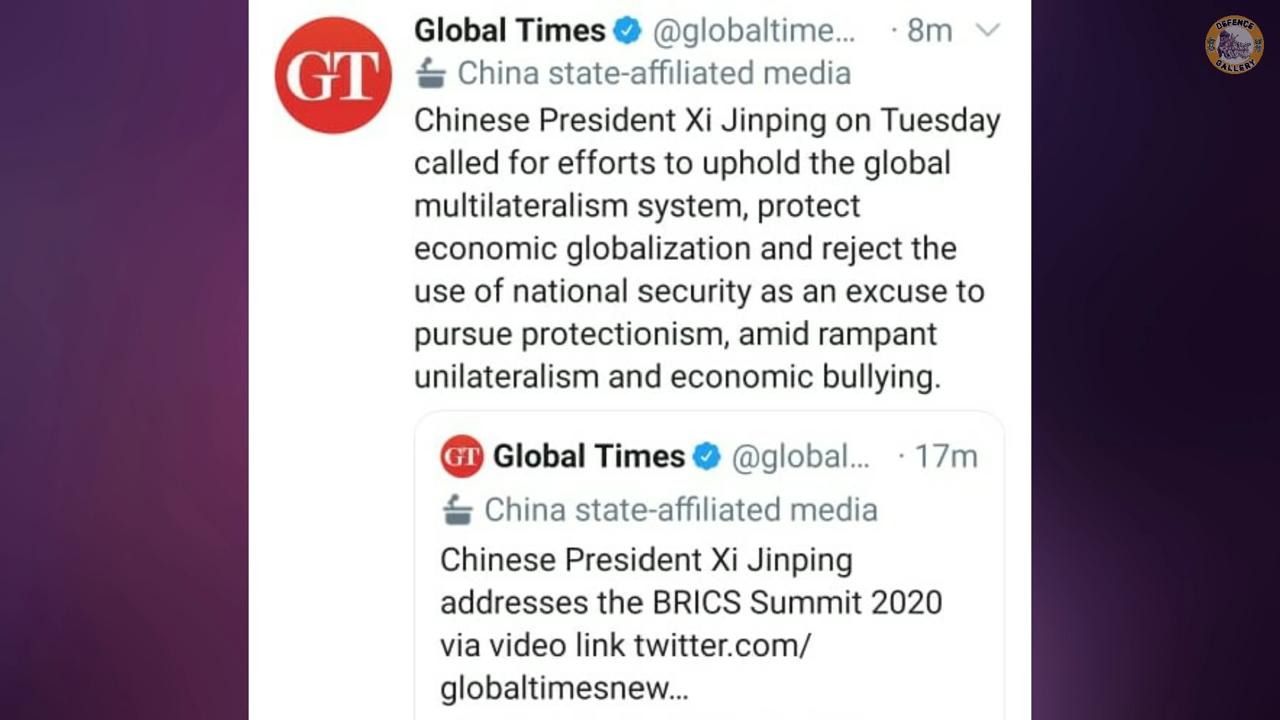 GT
Global Times @globaltime... · 8m
China state-affiliated media
Chinese President Xi Jinping on Tuesday
called for efforts to uphold the global
multilateralism system, protect
economic globalization and reject the
use of national security as an excuse to
pursue protectionism, amid rampant
unilateralism and economic bullying.
GT Global Times @global... · 17m
China state-affiliated media
Chinese President Xi Jinping
addresses the BRICS Summit 2020
via video link twitter.com/
globaltimesnew...
DEFENCE
GALLERY